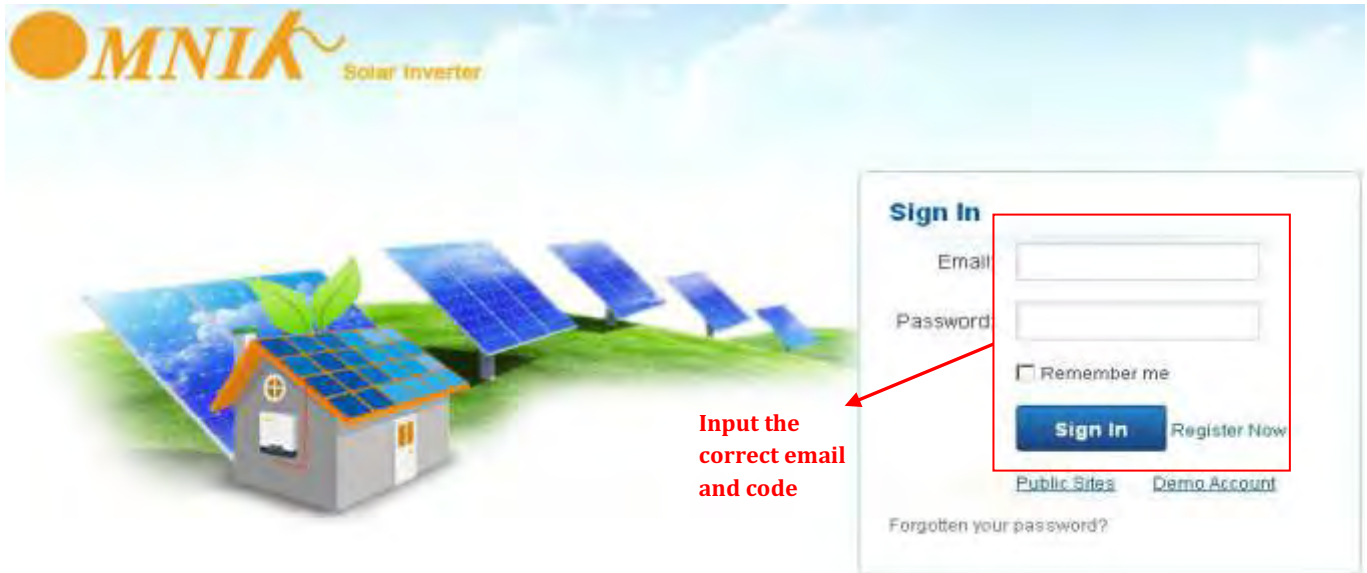 OMNIK Solar Inverter
Sign In
Email
Password
Remember me
Sign In Register Now
Public Sites Demo Account
Forgotten your password?
Input the
correct email
and code